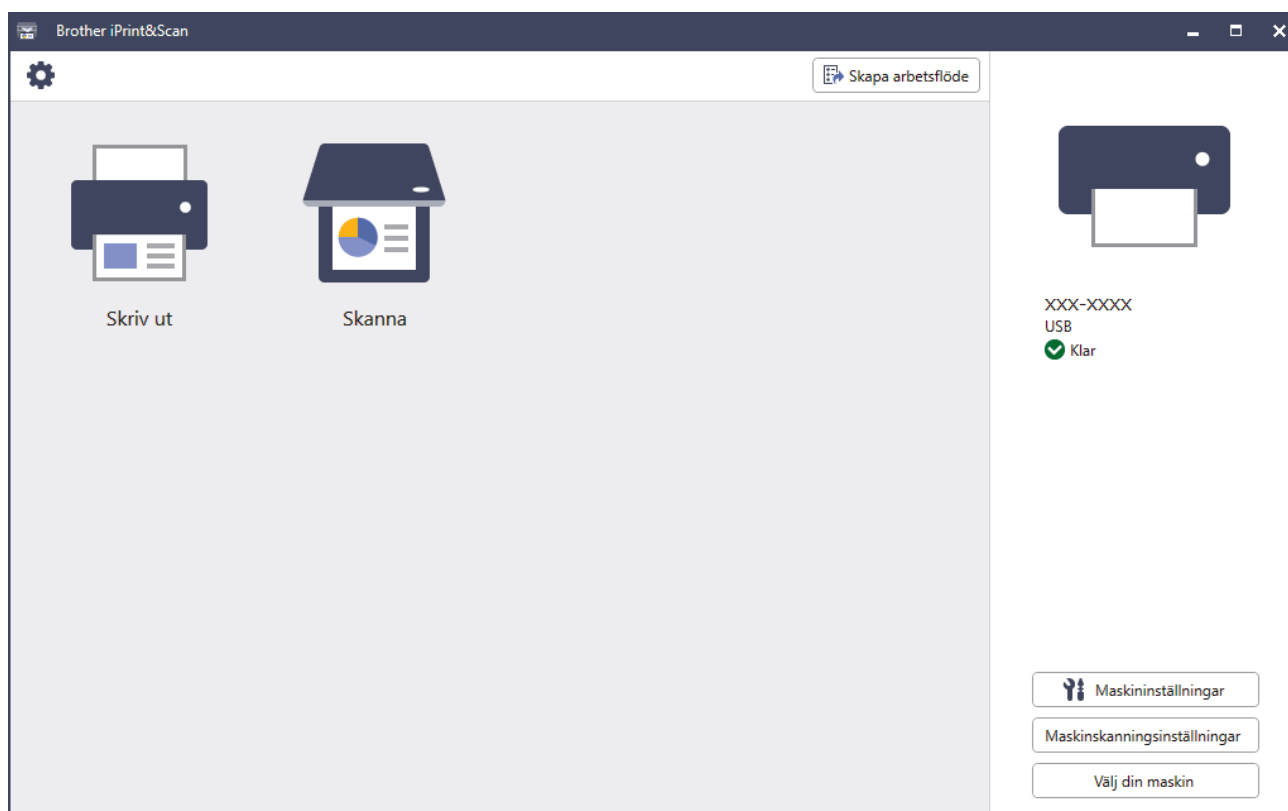 Brother iPrint&Scan
Skapa arbetsflöde
Skriv ut
Skanna
XXX-XXXX
USB
Klar
Maskininställningar
Maskinskanningsinställningar
Välj din maskin